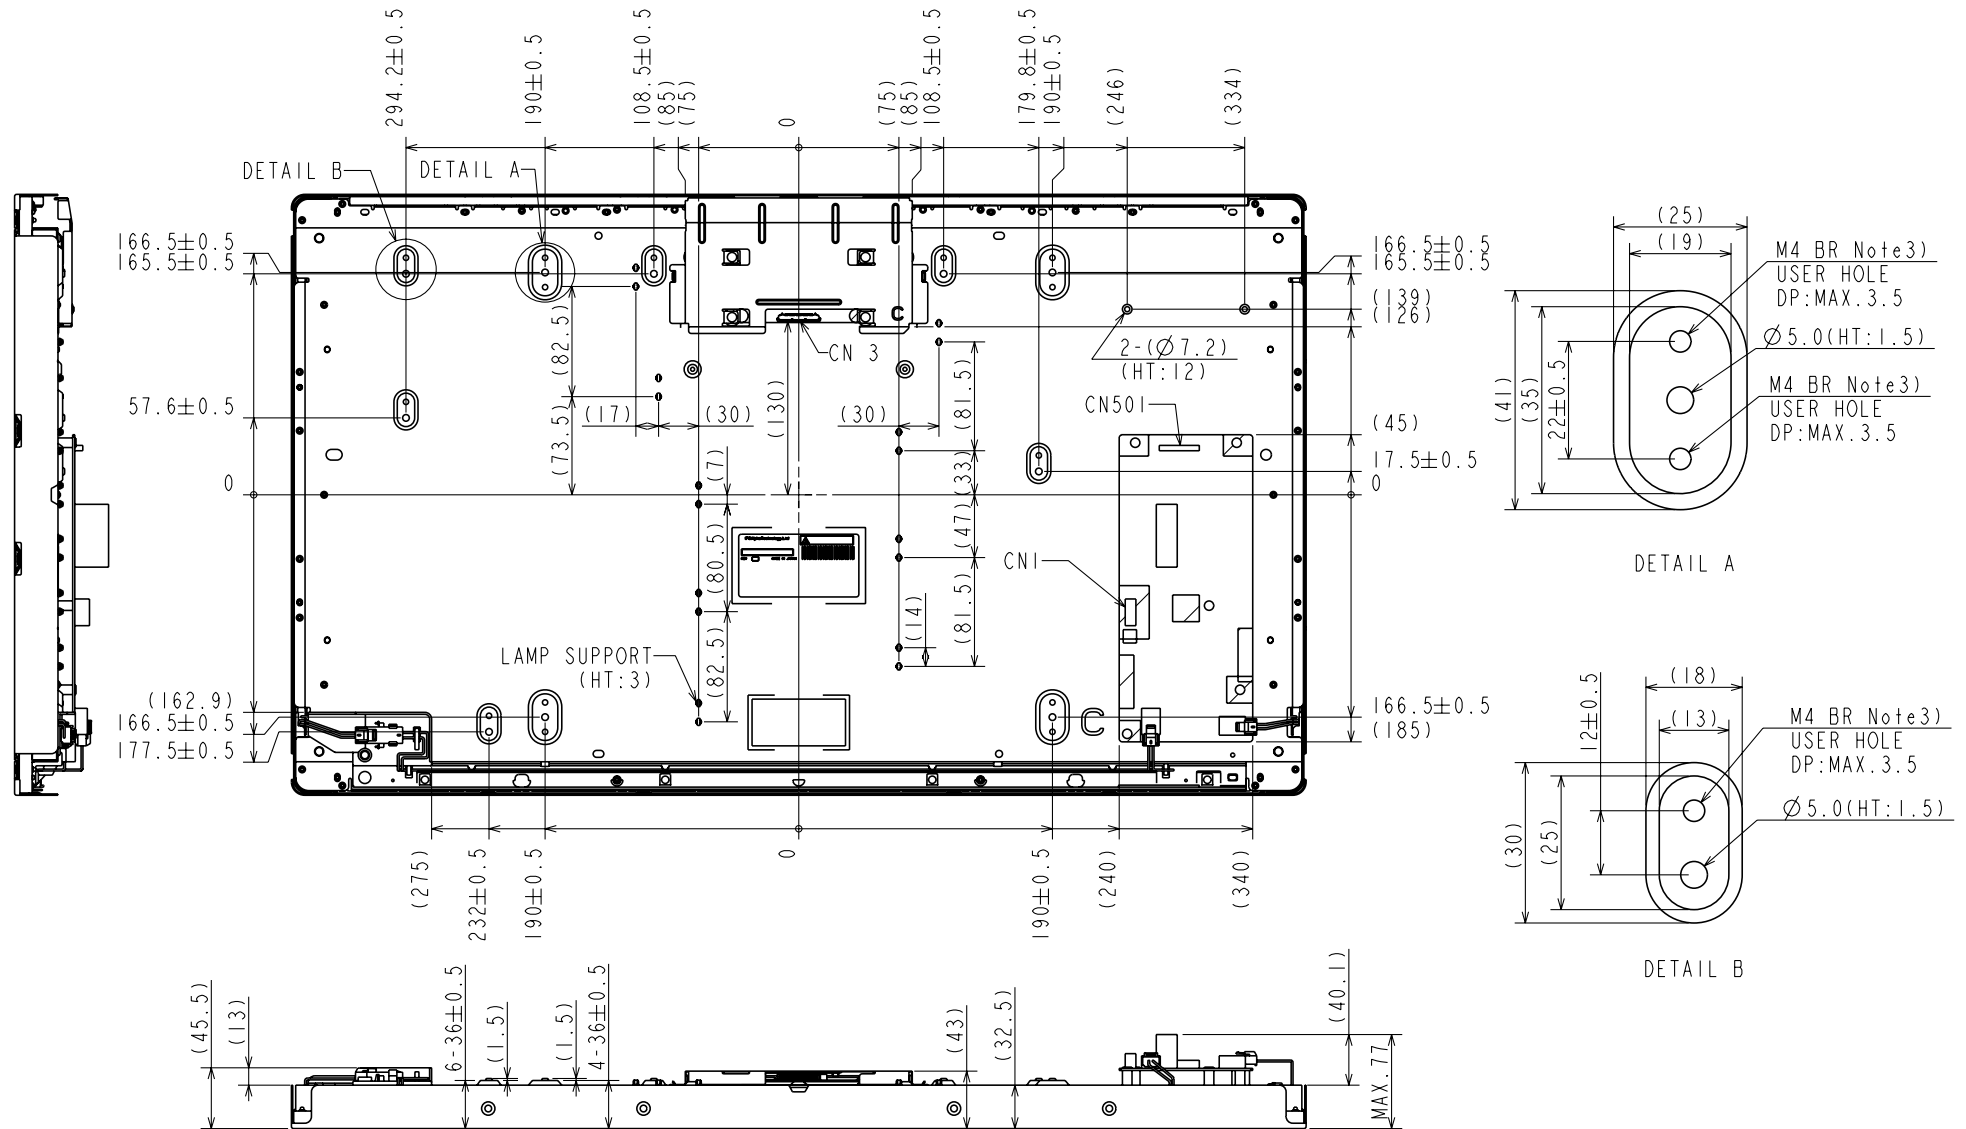 294.2±0.5
190±0.5
108.5±0.5
(85)
(75)
0
(75)
(85)
108.5±0.5
179.8±0.5
190±0.5
(246)
(334)
DETAIL B
DETAIL A
166.5±0.5
165.5±0.5
57.6±0.5
0
(162.9)
166.5±0.5
177.5±0.5
(82.5)
(73.5)
(17)
(30)
(130)
(30)
CN 3
C
2-(Ø7.2)
(HT:12)
CN501
(81.5)
(33)
(7)
(47)
(80.5)
(14)
(81.5)
(82.5)
CN1
LAMP SUPPORT
(HT:3)
C
166.5±0.5
165.5±0.5
(139)
(126)
(45)
17.5±0.5
0
166.5±0.5
(185)
(275)
232±0.5
190±0.5
0
190±0.5
(240)
(340)
(25)
(19)
M4 BR Note3)
USER HOLE
DP:MAX.3.5
Ø5.0(HT:1.5)
M4 BR Note3)
USER HOLE
DP:MAX.3.5
(41)
(35)
22±0.5
DETAIL A
(18)
(13)
12±0.5
M4 BR Note3)
USER HOLE
DP:MAX.3.5
Ø5.0(HT:1.5)
(30)
(25)
DETAIL B
(45.5)
(13)
6-36±0.5
(1.5)
(1.5)
4-36±0.5
(43)
(32.5)
(40.1)
MAX.77